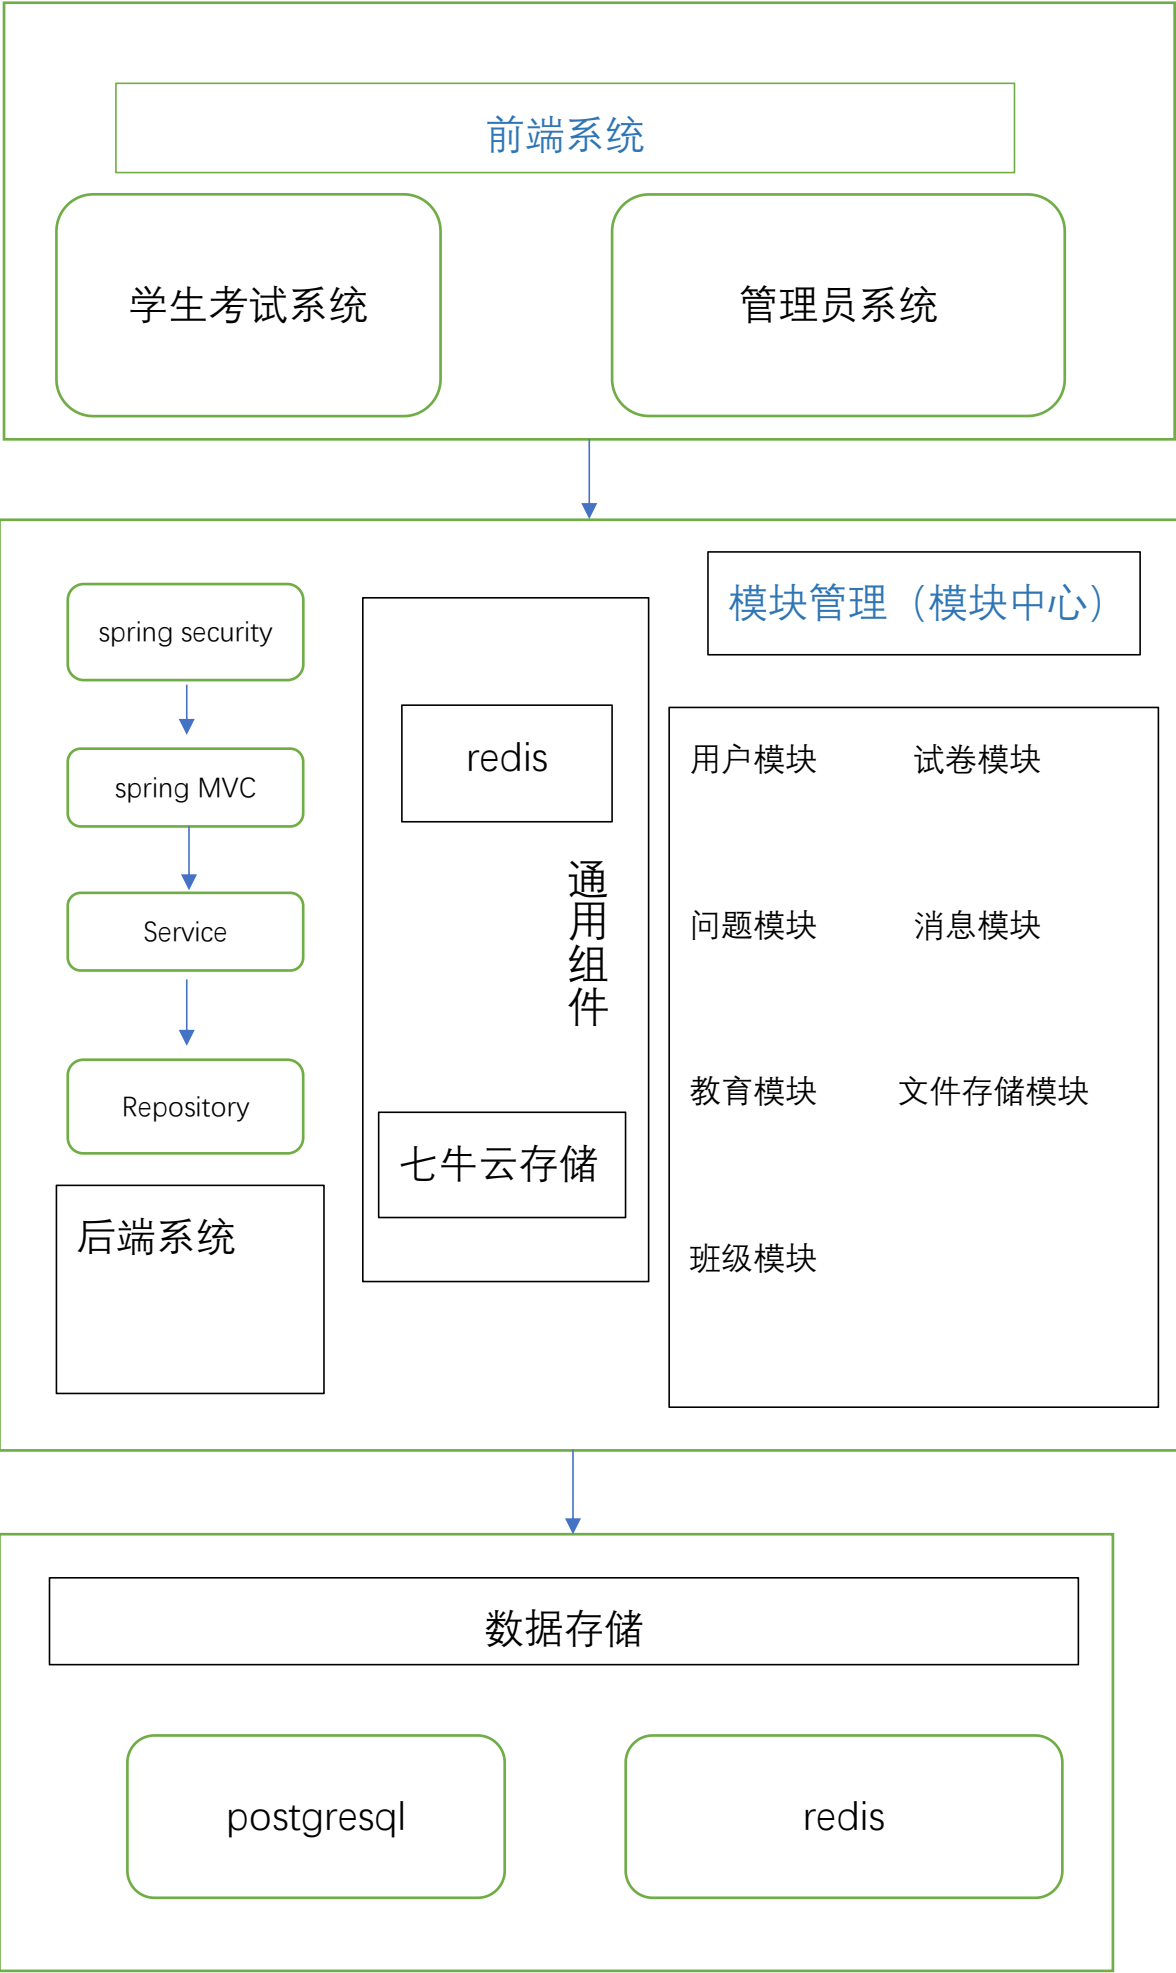 前端系统
学生考试系统
管理员系统
模块管理（模块中心）
spring security
spring MVC
Service
Repository
后端系统
redis
通用组件
七牛云存储
用户模块
试卷模块
问题模块
消息模块
教育模块
文件存储模块
班级模块
数据存储
postgresql
redis